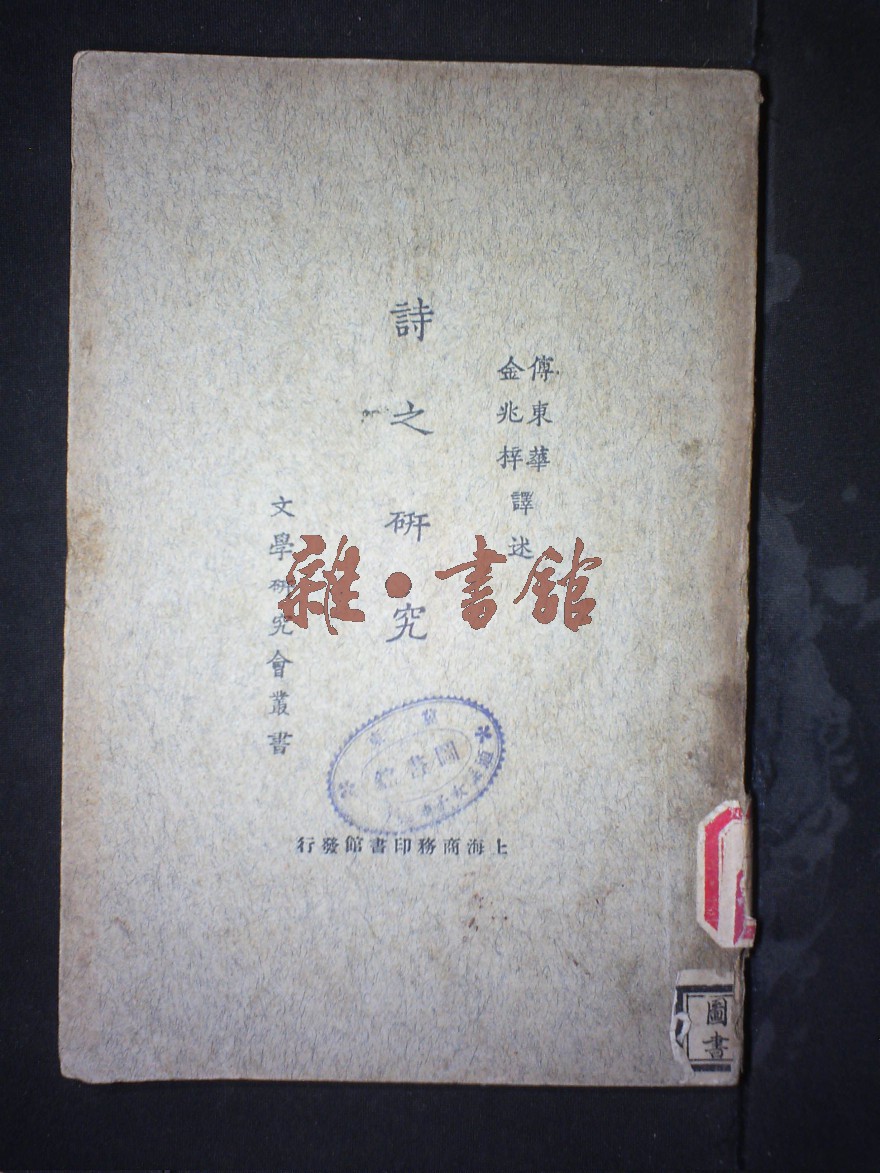 傅東華
金兆梓
譯述
詩之研究
文學研究會叢書
雜·書館
圖書館
上海商務印書館發行
圖書